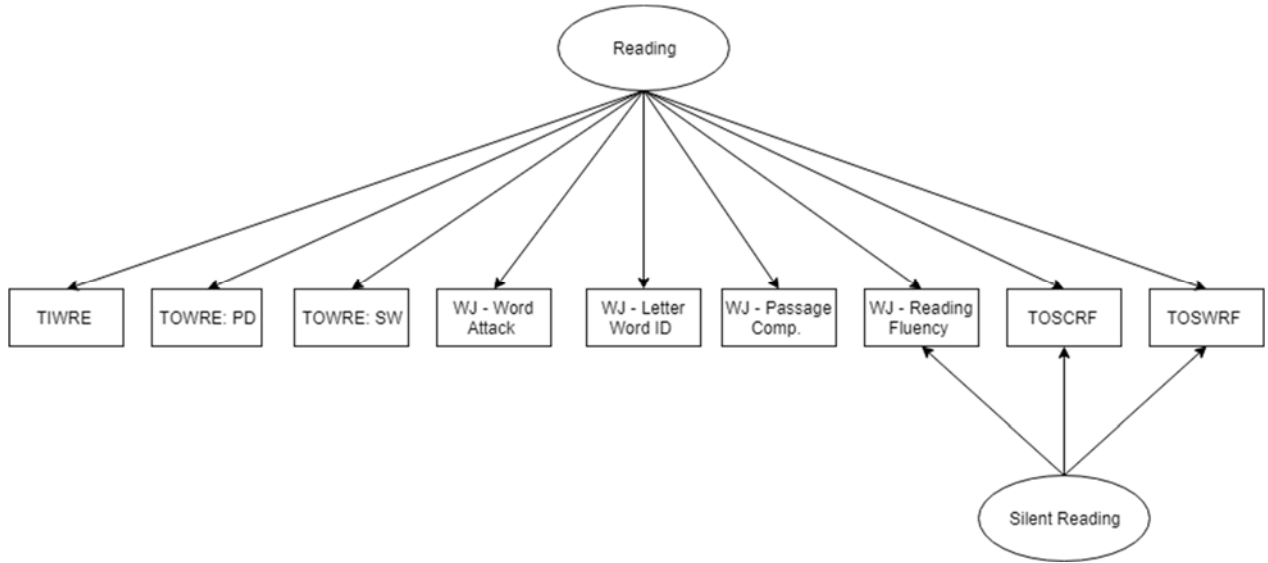 Reading
TIWRE
TOWRE: PD
TOWRE: SW
WJ - Word
Attack
WJ - Letter
Word ID
WJ - Passage
Comp.
WJ - Reading
Fluency
TOSCRF
TOSWRF
Silent Reading